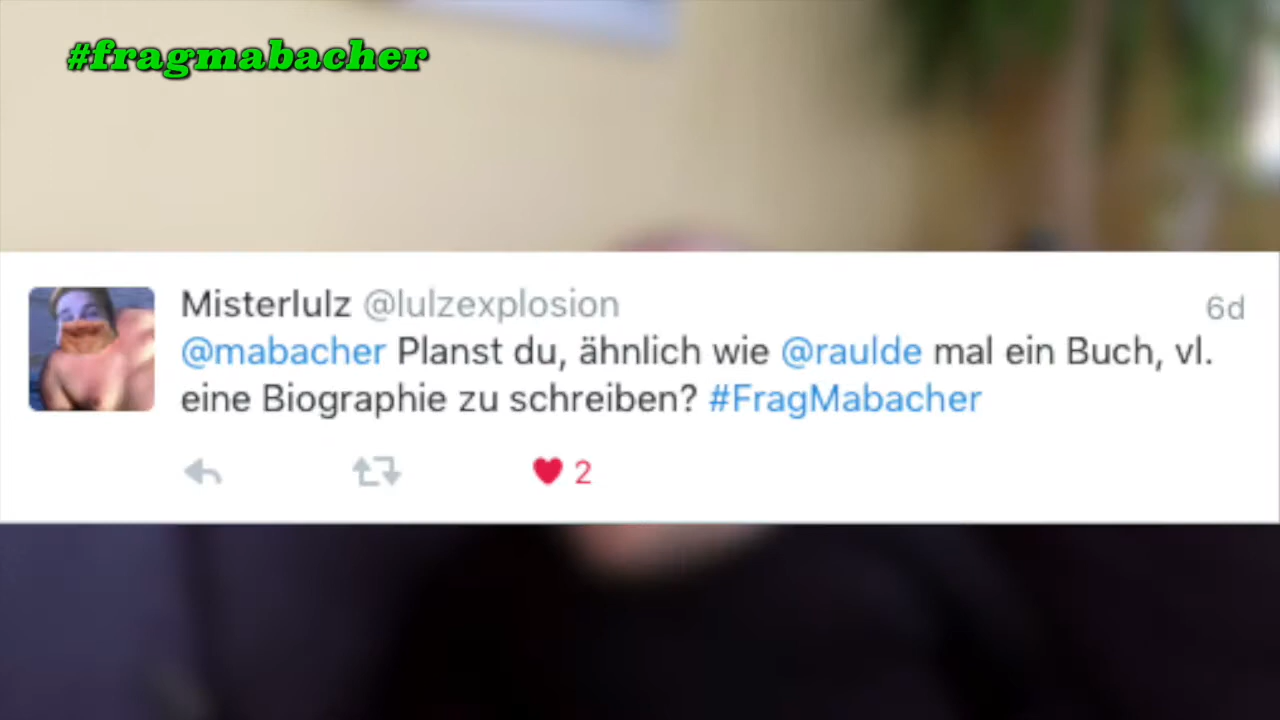 #fragmabacher
Misterlulz @lulzexplosion 6d
@mabacher Planst du, ähnlich wie @raulde mal ein Buch, vl.
eine Biographie zu schreiben? #FragMabacher
2